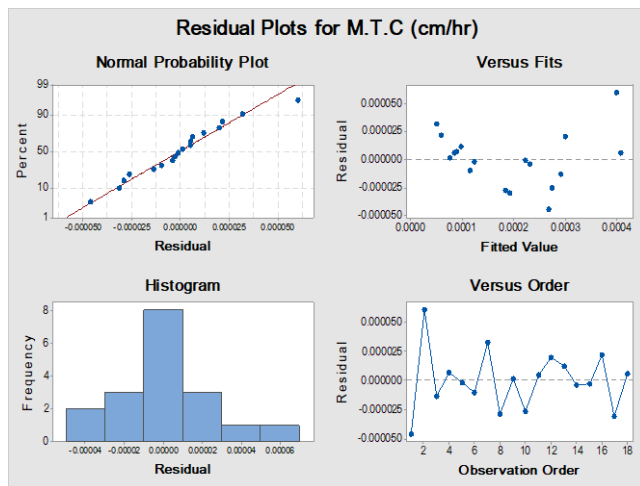 Residual Plots for M.T.C (cm/hr)
Normal Probability Plot
99
90
50
10
1
Percent
-0.000050 -0.000025 0.000000 0.000025 0.000050
Residual
Versus Fits
0.000050
0.000025
0.000000
-0.000025
-0.000050
Residual
0.0000 0.0001 0.0002 0.0003 0.0004
Fitted Value
Histogram
8
6
4
2
0
Frequency
-0.00004 -0.00002 0.00000 0.00002 0.00004 0.00006
Residual
Versus Order
0.000050
0.000025
0.000000
-0.000025
-0.000050
Residual
2 4 6 8 10 12 14 16 18
Observation Order